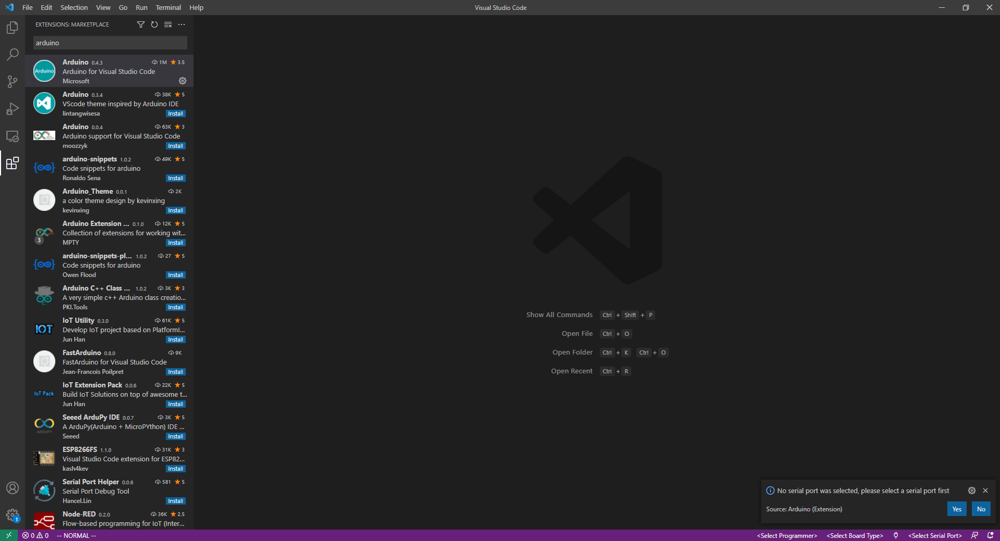 File Edit Selection View Go Run Terminal Help
Visual Studio Code
EXTENSIONS: MARKETPLACE
arduino
Arduino 0.4.3 1M 3.5
Arduino for Visual Studio Code
Microsoft
Arduino 0.3.4 38K 5
VScode theme inspired by Arduino IDE
lintangwisesa Install
Arduino 0.0.4 65K 3
Arduino support for Visual Studio Code
moozzyk Install
arduino-snippets 1.0.2 49K 5
Code snippets for arduino
Ronaldo Sena Install
Arduino_Theme 0.0.1 2K
a color theme design by kevinxing
kevinxing Install
Arduino Extension ... 0.1.0 12K 5
Collection of extensions for working wit...
3
MPTY Install
arduino-snippets-pl... 1.0.2 27 5
Code snippets for arduino
Owen Flood Install
Arduino C++ Class ... 1.0.2 3K 3
A very simple c++ Arduino class creatio...
PKI.Tools Install
IoT Utility 0.3.0 61K 5
IOT
Develop IoT project based on PlatformI...
Jun Han Install
FastArduino 0.8.0 9K
FastArduino for Visual Studio Code
Jean-Francois Poilpret Install
IoT Extension Pack 0.0.6 22K 5
IoT Pack
Build IoT Solutions on top of awesome t...
Jun Han Install
Seeed ArduPy IDE 0.0.7 3K 5
A ArduPy(Arduino + MicroPYthon) IDE ...
Seeed Install
ESP8266FS 1.1.0 31K 3
Visual Studio Code extension for ESP82...
kash4kev Install
Serial Port Helper 0.0.6 581 5
Serial Port Debug Tool
Hancel.Lin Install
Node-RED 0.2.0 36K 2.5
Flow-based programming for IoT (Inter...
Show All Commands Ctrl + Shift + P
Open File Ctrl + O
Open Folder Ctrl + K Ctrl + O
Open Recent Ctrl + R
No serial port was selected, please select a serial port first
Source: Arduino (Extension) Yes No
1
0 0 -- NORMAL -- <Select Programmer> <Select Board Type> <Select Serial Port>